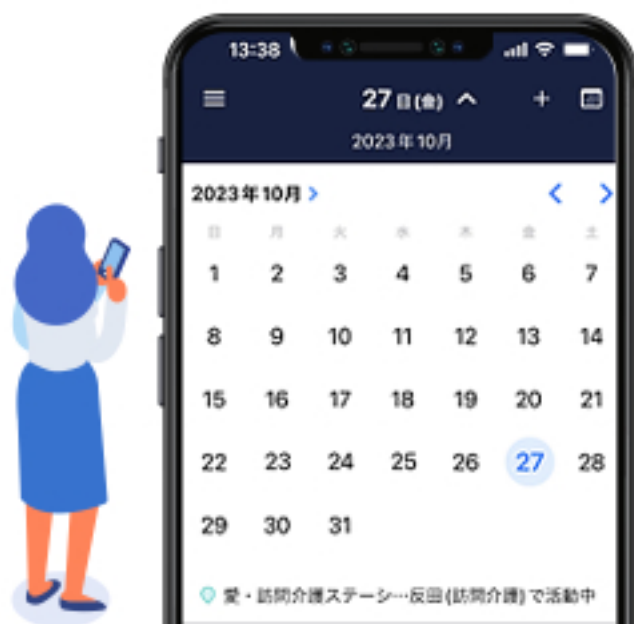 13:38
27日(金)
2023年10月
2023年10月
日 月 火 水 木 金 土
1 2 3 4 5 6 7
8 9 10 11 12 13 14
15 16 17 18 19 20 21
22 23 24 25 26 27 28
29 30 31
愛・訪問介護ステーシ…反田(訪問介護)で活動中